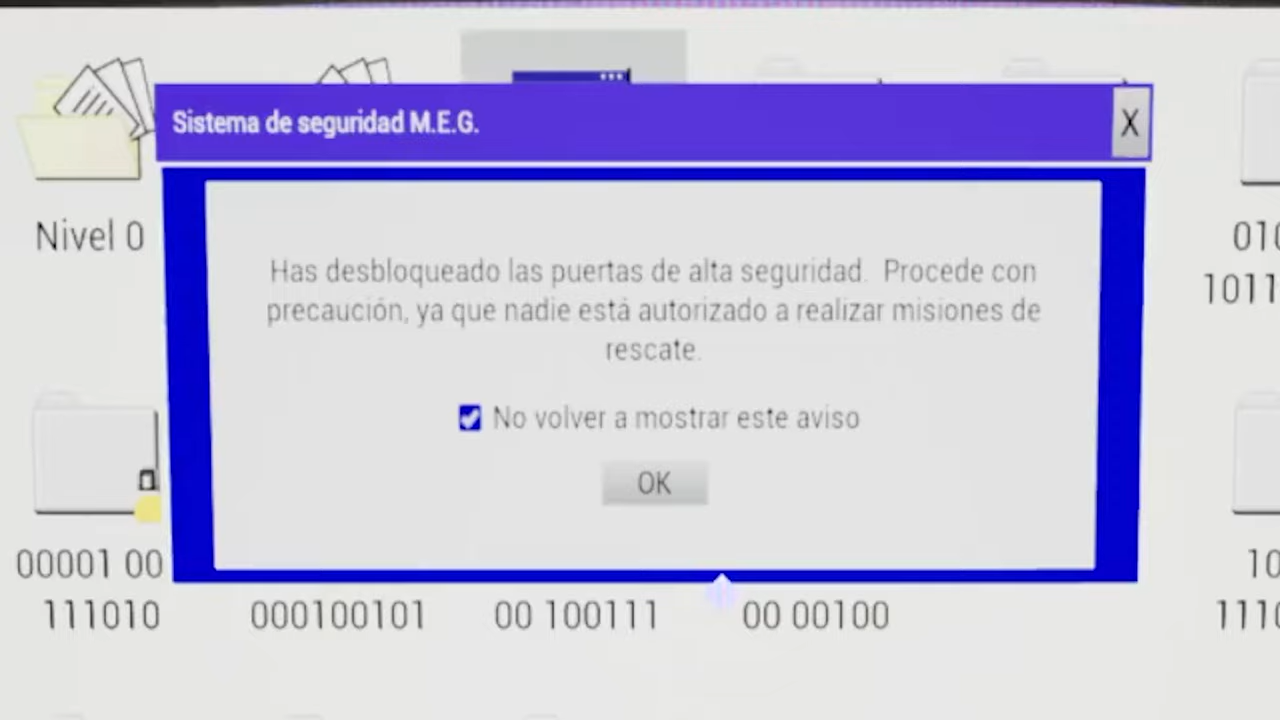 Sistema de seguridad M.E.G.
X
Nivel 0
Has desbloqueado las puertas de alta seguridad. Procede con
precaución, ya que nadie está autorizado a realizar misiones de
rescate.
No volver a mostrar este aviso
OK
00001 00
111010
000100101
00 100111
00 00100